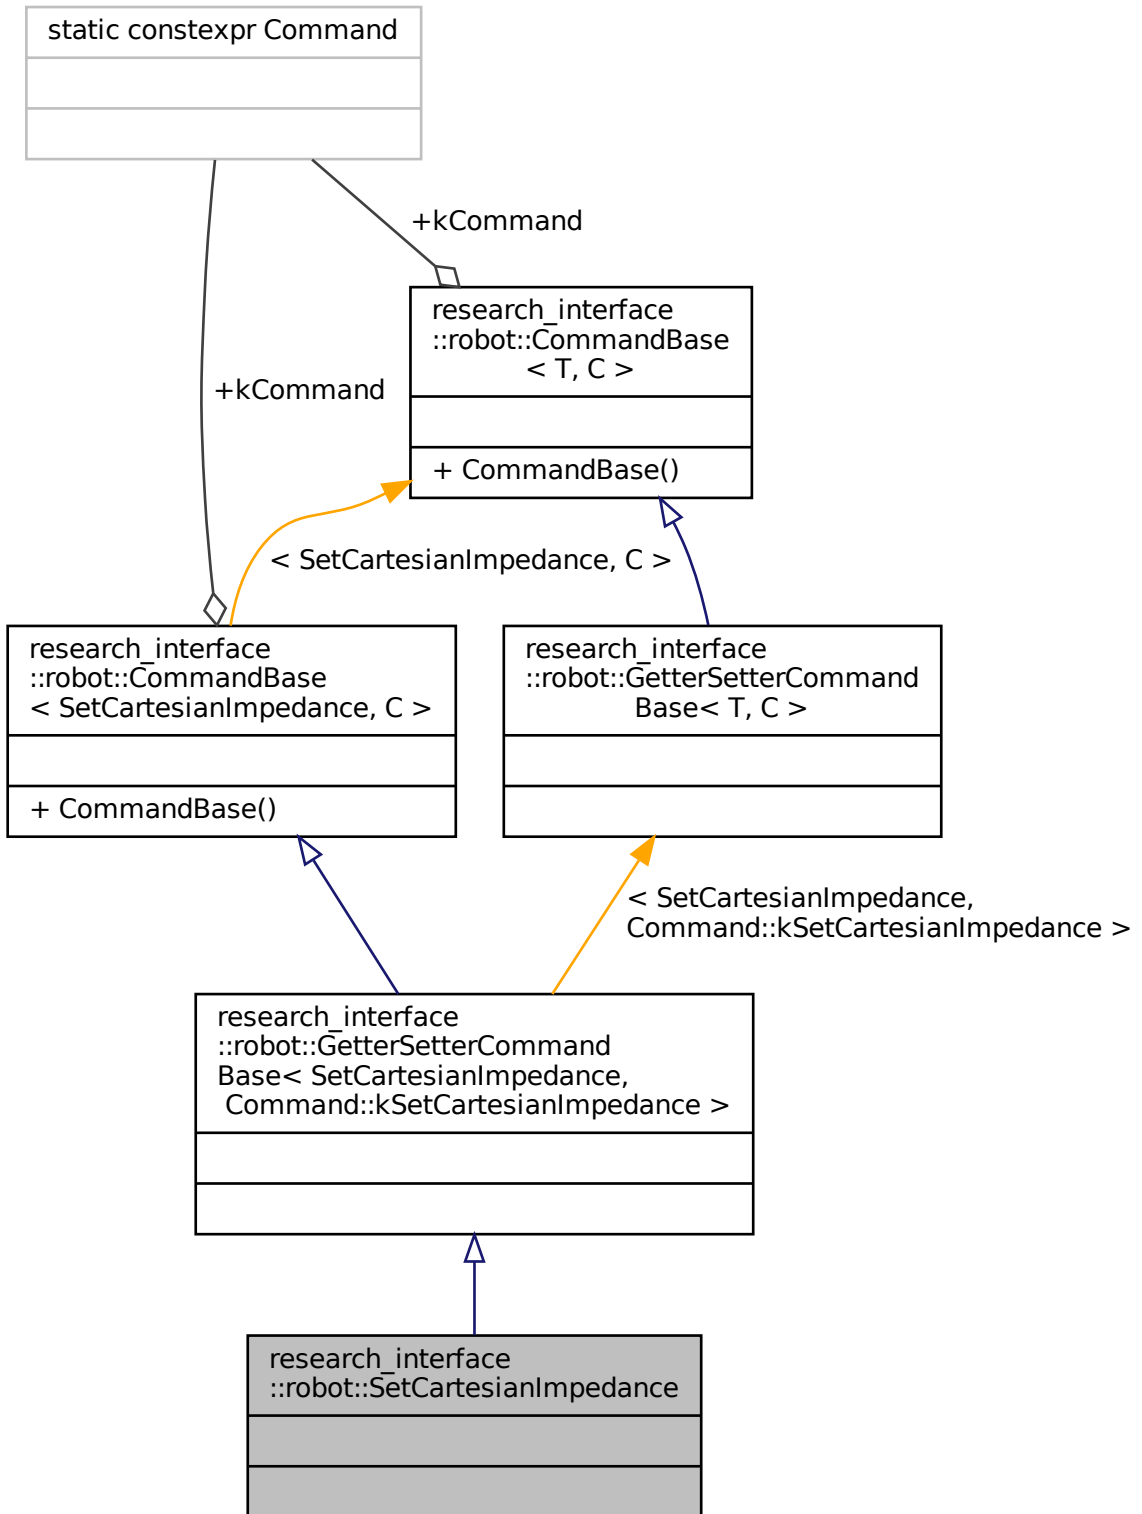 static constexpr Command
+kCommand
research_interface
::robot::CommandBase
< T, C >
+ CommandBase()
+kCommand
< SetCartesianImpedance, C >
research_interface
::robot::CommandBase
< SetCartesianImpedance, C >
+ CommandBase()
research_interface
::robot::GetterSetterCommand
Base< T, C >
< SetCartesianImpedance,
Command::kSetCartesianImpedance >
research_interface
::robot::GetterSetterCommand
Base< SetCartesianImpedance,
Command::kSetCartesianImpedance >
research_interface
::robot::SetCartesianImpedance